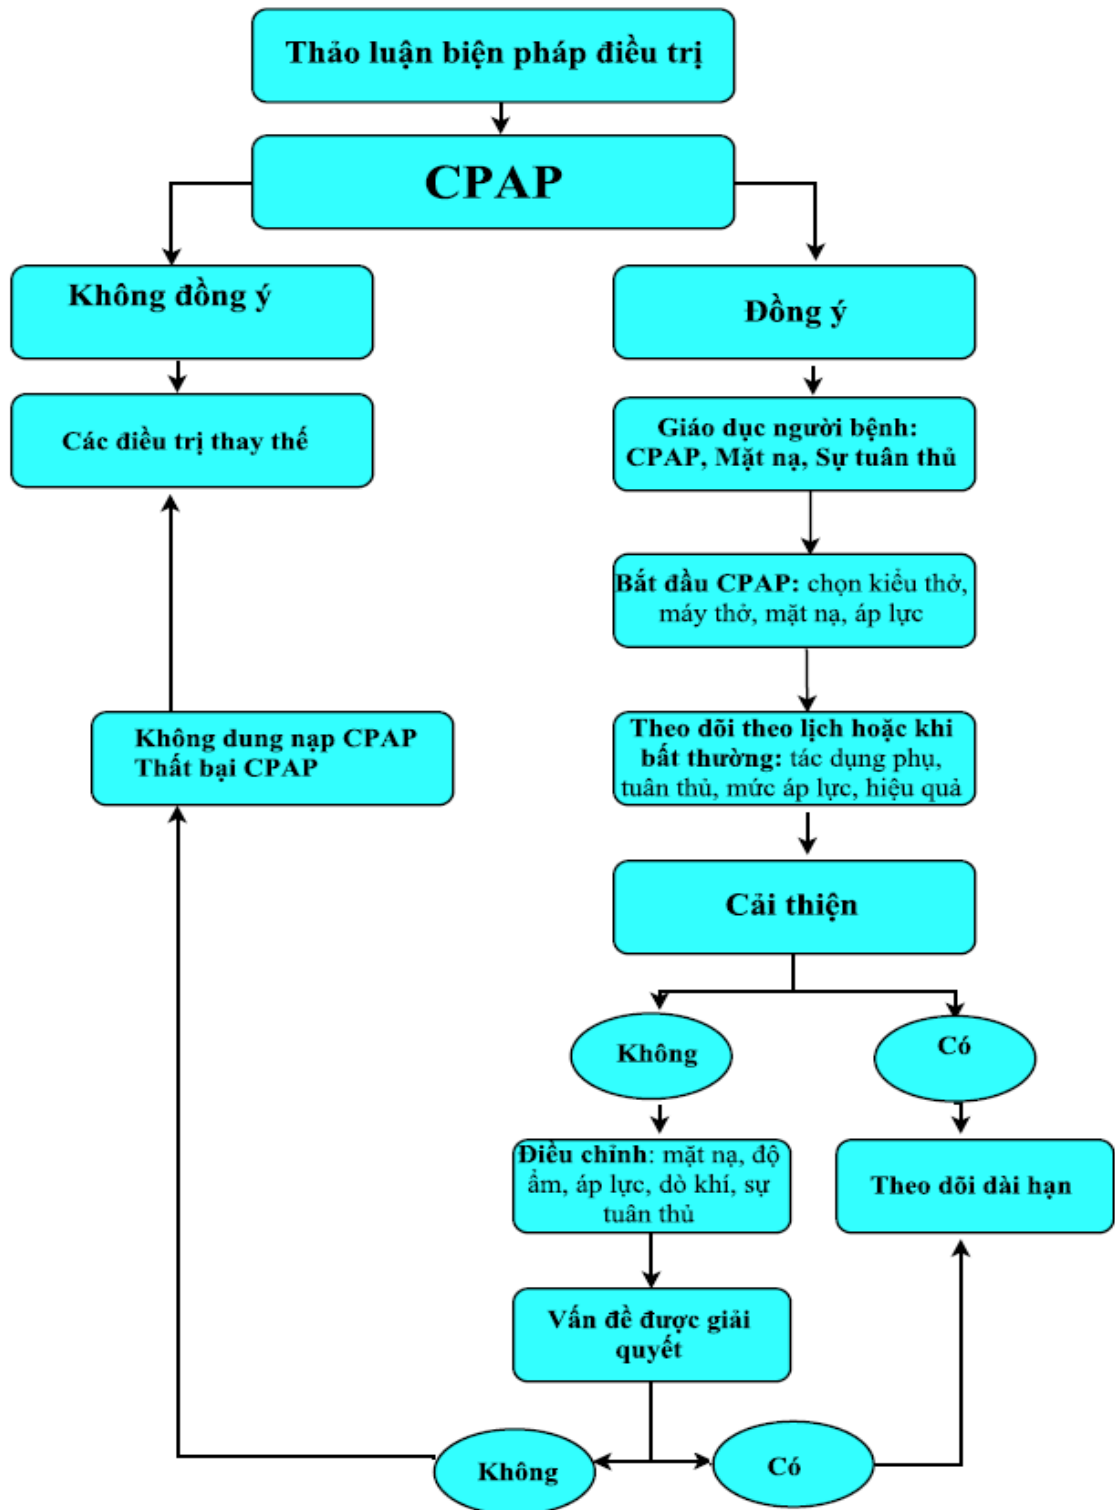 Thảo luận biện pháp điều trị
CPAP
Không đồng ý
Đồng ý
Các điều trị thay thế
Giáo dục người bệnh:
CPAP, Mặt nạ, Sự tuân thủ
Bắt đầu CPAP: chọn kiểu thở,
máy thở, mặt nạ, áp lực
Không dung nạp CPAP
Thất bại CPAP
Theo dõi theo lịch hoặc khi
bất thường: tác dụng phụ,
tuân thủ, mức áp lực, hiệu quả
Cải thiện
Không
Có
Điều chỉnh: mặt nạ, độ
ẩm, áp lực, dò khí, sự
tuân thủ
Theo dõi dài hạn
Vấn đề được giải
quyết
Không
Có